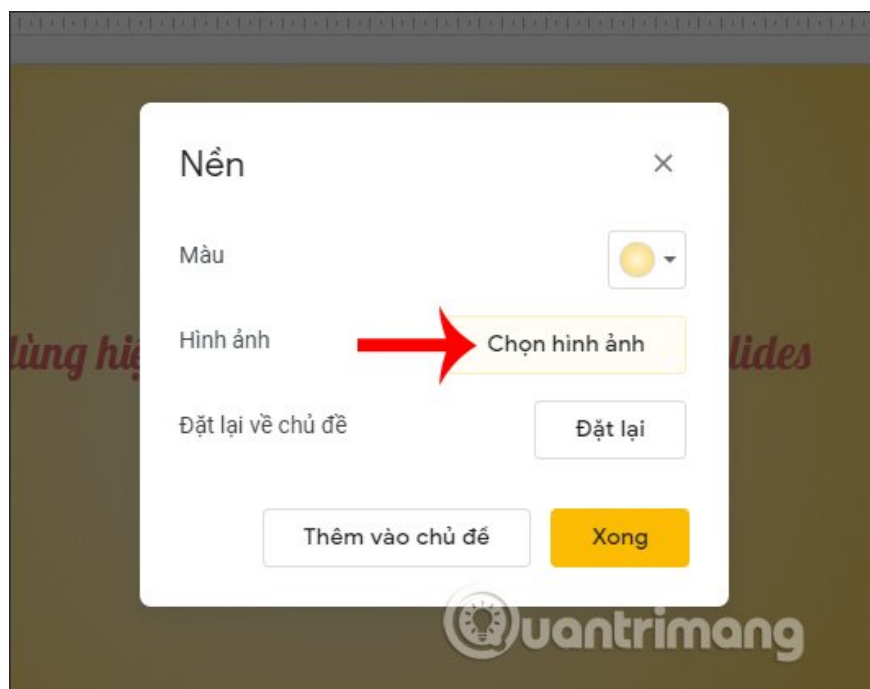 Nền
Màu
Hình ảnh
Chọn hình ảnh
lides
Đặt lại về chủ đề
Đặt lại
Thêm vào chủ đề
Xong
Quantrimang